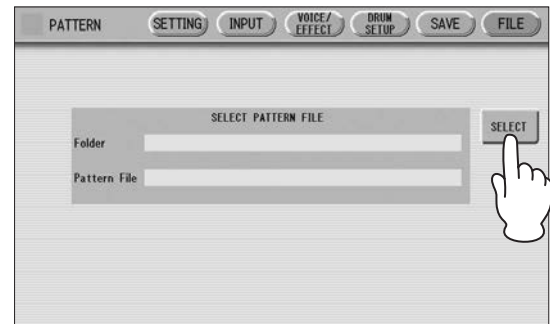 PATTERN SETTING INPUT VOICE/ EFFECT DRUM SETUP SAVE FILE
SELECT PATTERN FILE
SELECT
Folder
Pattern File